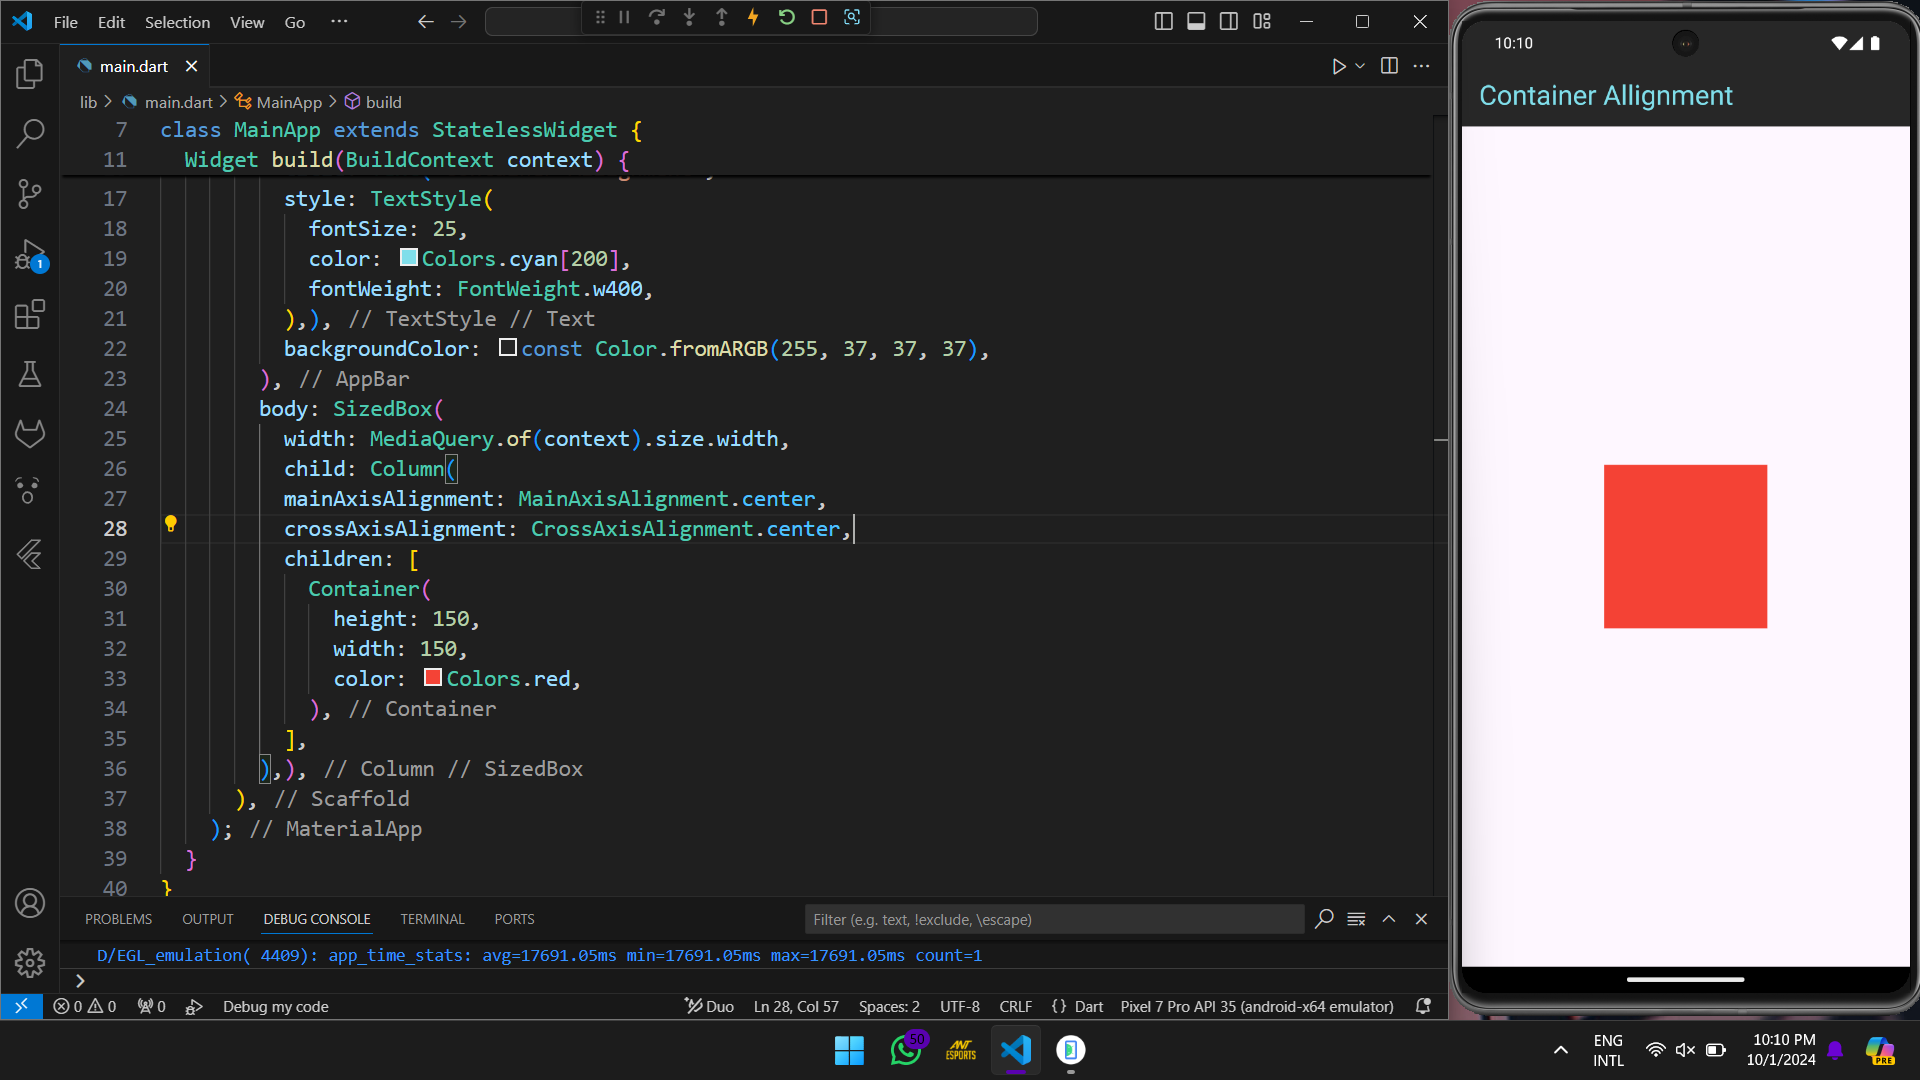 File Edit Selection View Go ···
main.dart
lib > main.dart > MainApp > build
7 class MainApp extends StatelessWidget {
11 Widget build(BuildContext context) {
17 style: TextStyle(
18 fontSize: 25,
19 color: Colors.cyan[200],
20 fontWeight: FontWeight.w400,
21 ),), // TextStyle // Text
22 backgroundColor: const Color.fromARGB(255, 37, 37, 37),
23 ), // AppBar
24 body: SizedBox(
25 width: MediaQuery.of(context).size.width,
26 child: Column(
27 mainAxisAlignment: MainAxisAlignment.center,
28 crossAxisAlignment: CrossAxisAlignment.center,
29 children: [
30 Container(
31 height: 150,
32 width: 150,
33 color: Colors.red,
34 ), // Container
35 ],
36 ),), // Column // SizedBox
37 ), // Scaffold
38 ); // MaterialApp
39 }
40 }
1
PROBLEMS OUTPUT DEBUG CONSOLE TERMINAL PORTS
Filter (e.g. text, !exclude, \escape)
D/EGL_emulation( 4409): app_time_stats: avg=17691.05ms min=17691.05ms max=17691.05ms count=1
>
0 0 0 Debug my code
Duo Ln 28, Col 57 Spaces: 2 UTF-8 CRLF {} Dart Pixel 7 Pro API 35 (android-x64 emulator)
10:10
Container Allignment
50
ANT ESPORTS
ENG
INTL
10:10 PM
10/1/2024
PRE